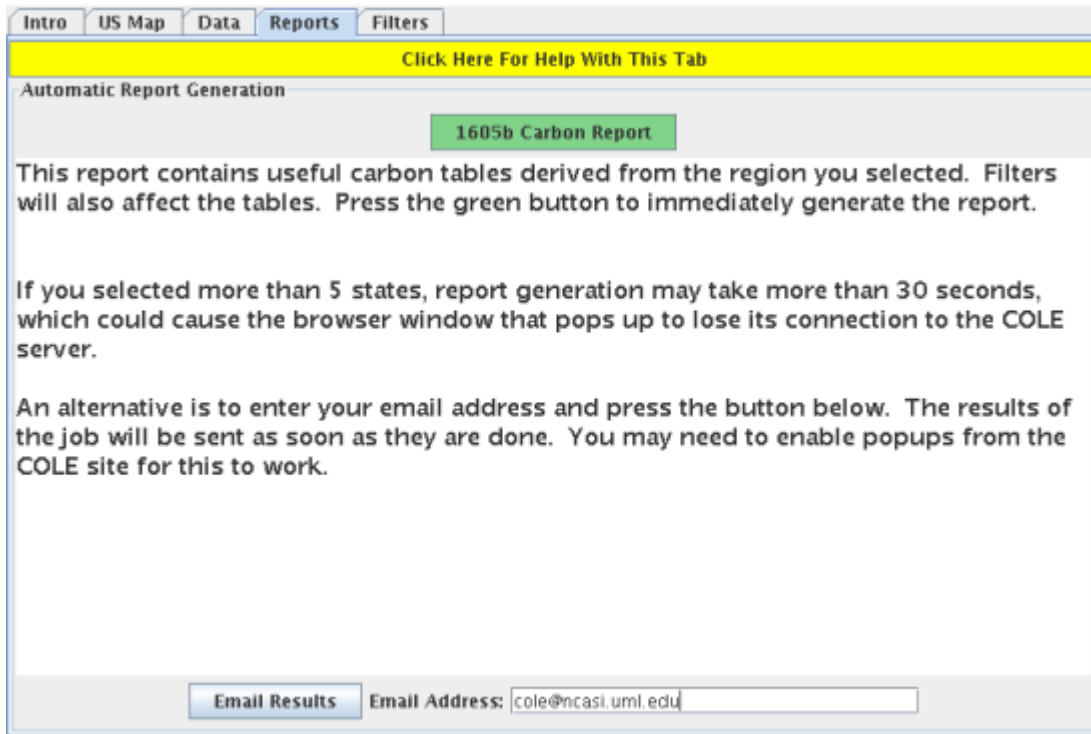 Intro US Map Data Reports Filters
Click Here For Help With This Tab
Automatic Report Generation
1605b Carbon Report
This report contains useful carbon tables derived from the region you selected. Filters
will also affect the tables. Press the green button to immediately generate the report.
If you selected more than 5 states, report generation may take more than 30 seconds,
which could cause the browser window that pops up to lose its connection to the COLE
server.
An alternative is to enter your email address and press the button below. The results of
the job will be sent as soon as they are done. You may need to enable popups from the
COLE site for this to work.
Email Results Email Address: cole@ncasi.uml.edu